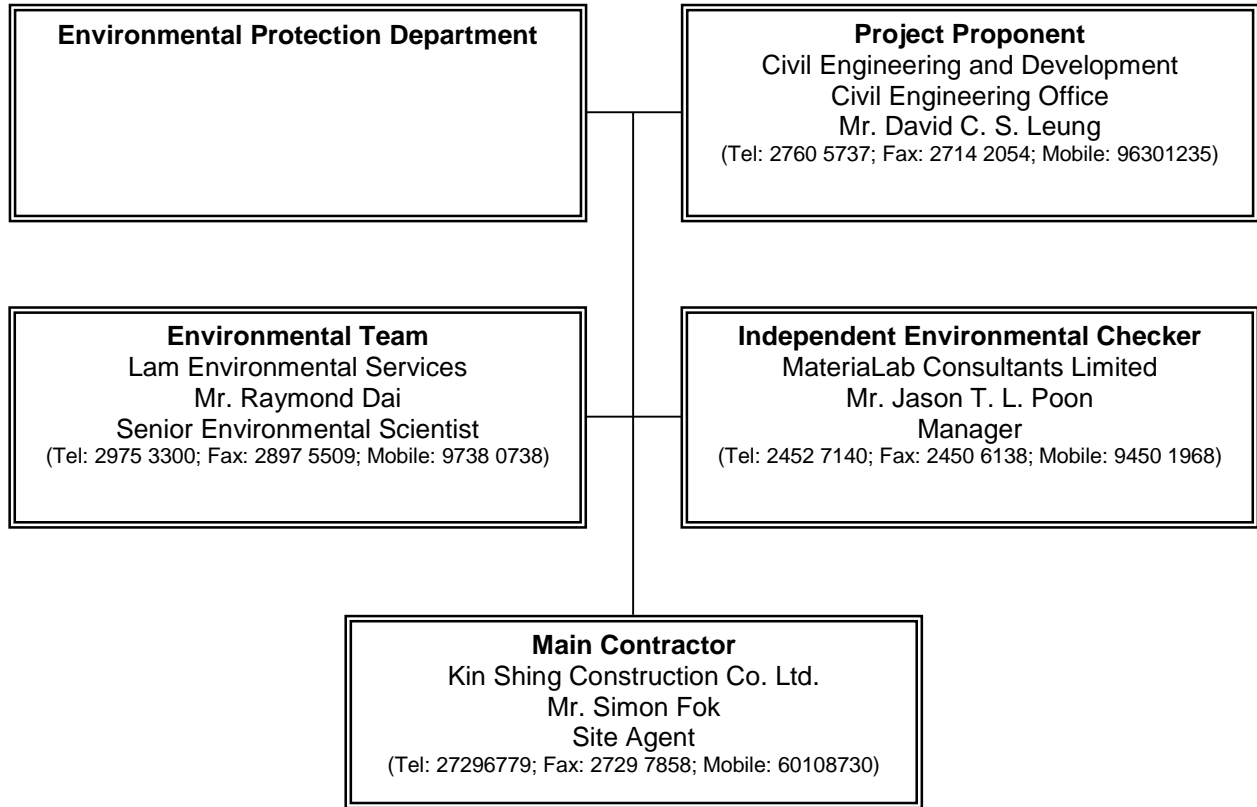 Environmental Protection Department
Project Proponent
Civil Engineering and Development
Civil Engineering Office
Mr. David C. S. Leung
(Tel: 2760 5737; Fax: 2714 2054; Mobile: 96301235)
Environmental Team
Lam Environmental Services
Mr. Raymond Dai
Senior Environmental Scientist
(Tel: 2975 3300; Fax: 2897 5509; Mobile: 9738 0738)
Independent Environmental Checker
MateriaLab Consultants Limited
Mr. Jason T. L. Poon
Manager
(Tel: 2452 7140; Fax: 2450 6138; Mobile: 9450 1968)
Main Contractor
Kin Shing Construction Co. Ltd.
Mr. Simon Fok
Site Agent
(Tel: 27296779; Fax: 2729 7858; Mobile: 60108730)